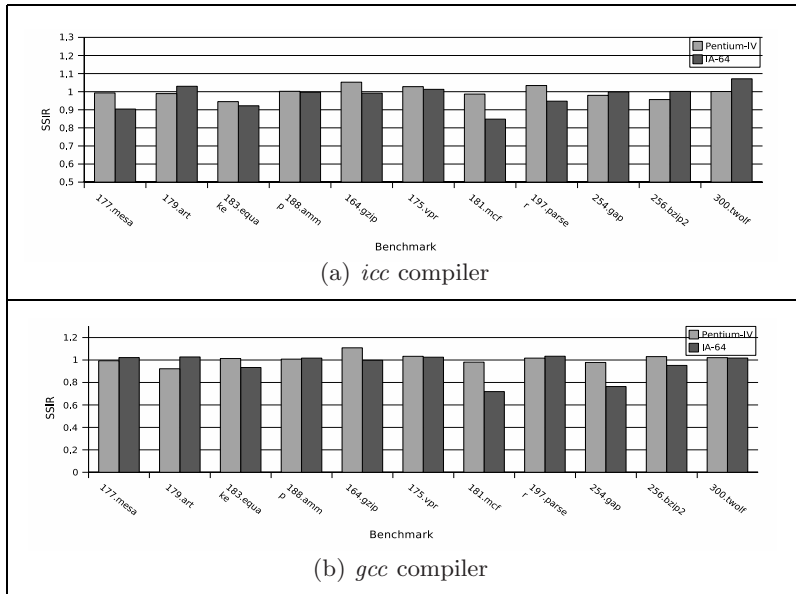 1,3
1,2
1,1
1
0,9
0,8
0,7
0,6
0,5
SSIR
Pentium-IV
IA-64
177.mesa
179.art
183.equa
ke
188.amm
p
164.gzip
175.vpr
181.mcf
197.parse
r
254.gap
256.bzip2
300.twolf
Benchmark
(a) icc compiler
1,2
1
0,8
0,6
0,4
0,2
0
SSIR
Pentium-IV
IA-64
177.mesa
179.art
183.equa
ke
188.amm
p
164.gzip
175.vpr
181.mcf
197.parse
r
254.gap
256.bzip2
300.twolf
Benchmark
(b) gcc compiler